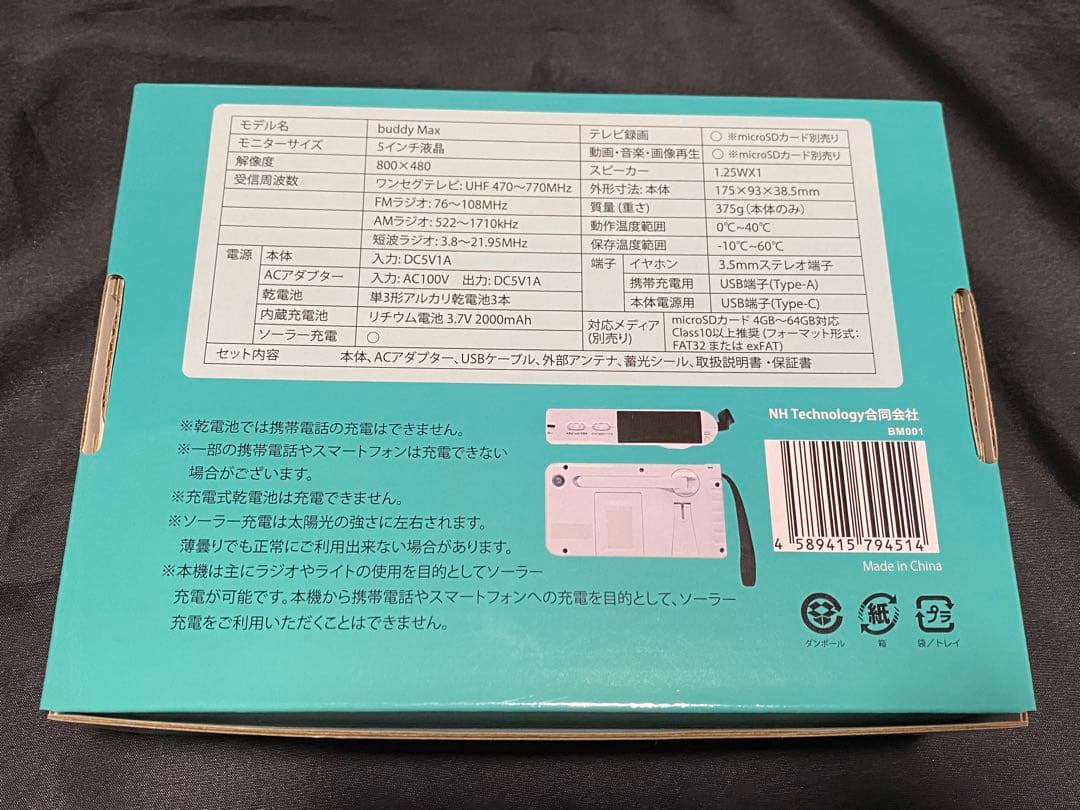 モデル名 buddy Max
モニターサイズ 5インチ液晶
解像度 800×480
受信周波数 ワンセグテレビ: UHF 470〜770MHz
FMラジオ: 76〜108MHz
AMラジオ: 522〜1710kHz
短波ラジオ: 3.8〜21.95MHz
電源 本体 入力: DC5V1A
ACアダプター 入力: AC100V 出力: DC5V1A
乾電池 単3形アルカリ乾電池3本
内蔵充電池 リチウム電池 3.7V 2000mAh
ソーラー充電 ○
テレビ録画 ○ ※microSDカード別売り
動画・音楽・画像再生 ○ ※microSDカード別売り
スピーカー 1.25WX1
外形寸法: 本体 175×93×38.5mm
質量(重さ) 375g(本体のみ)
動作温度範囲 0℃~40℃
保存温度範囲 -10℃~60℃
端子 イヤホン 3.5mmステレオ端子
携帯充電用 USB端子(Type-A)
本体電源用 USB端子(Type-C)
対応メディア
(別売り)
microSDカード 4GB〜64GB対応
Class10以上推奨 (フォーマット形式:
FAT32 または exFAT)
セット内容 本体、ACアダプター、USBケーブル、外部アンテナ、蓄光シール、取扱説明書・保証書
※乾電池では携帯電話の充電はできません。
※一部の携帯電話やスマートフォンは充電できない
場合がございます。
※充電式乾電池は充電できません。
※ソーラー充電は太陽光の強さに左右されます。
薄曇りでも正常にご利用出来ない場合があります。
※本機は主にラジオやライトの使用を目的としてソーラー
充電が可能です。本機から携帯電話やスマートフォンへの充電を目的として、ソーラー
充電をご利用いただくことはできません。
NH Technology合同会社
BM001
4 589415 794514
Made in China
紙
プラ
ダンボール
箱
袋/トレイ